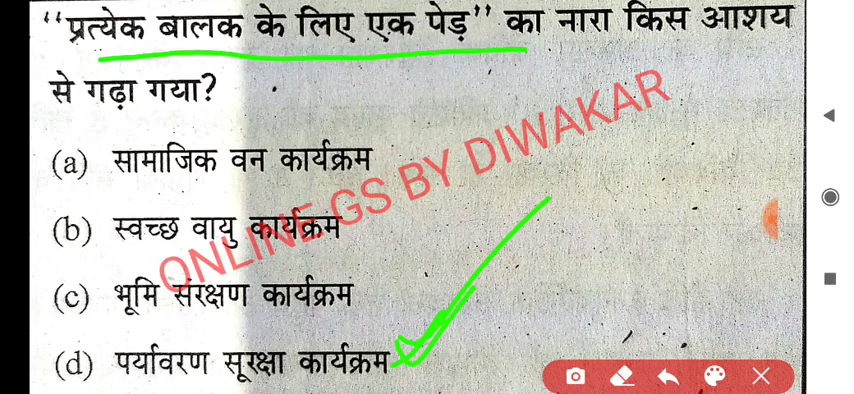 “प्रत्येक बालक के लिए एक पेड़” का नारा किस आशय
से गढ़ा गया?
(a) सामाजिक वन कार्यक्रम
(b) स्वच्छ वायु कार्यक्रम
(c) भूमि संरक्षण कार्यक्रम
(d) पर्यावरण सूरक्षा कार्यक्रम
ONLINE GS BY DIWAKAR